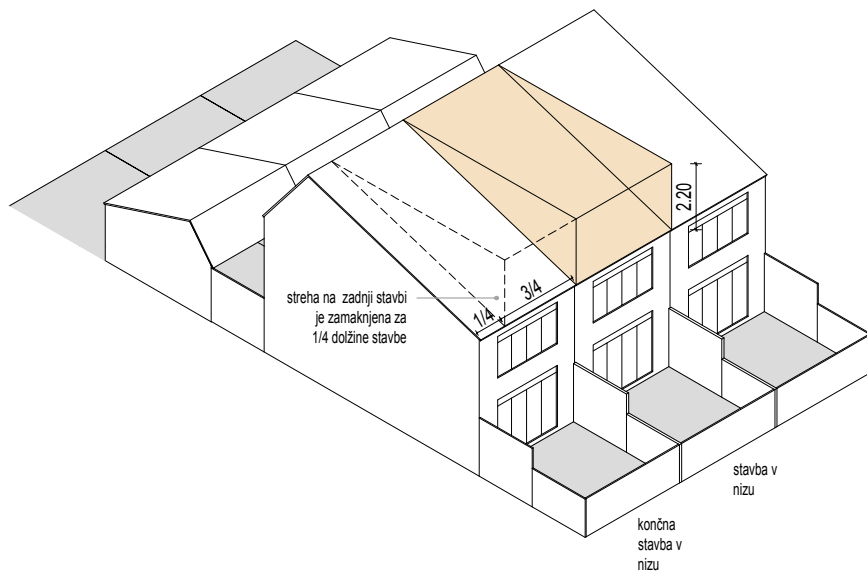 2.20
streha na zadnji stavbi
je zamaknjena za
1/4 dolžine stavbe
3/4
1/4
stavba v
nizu
končna
stavba v
nizu